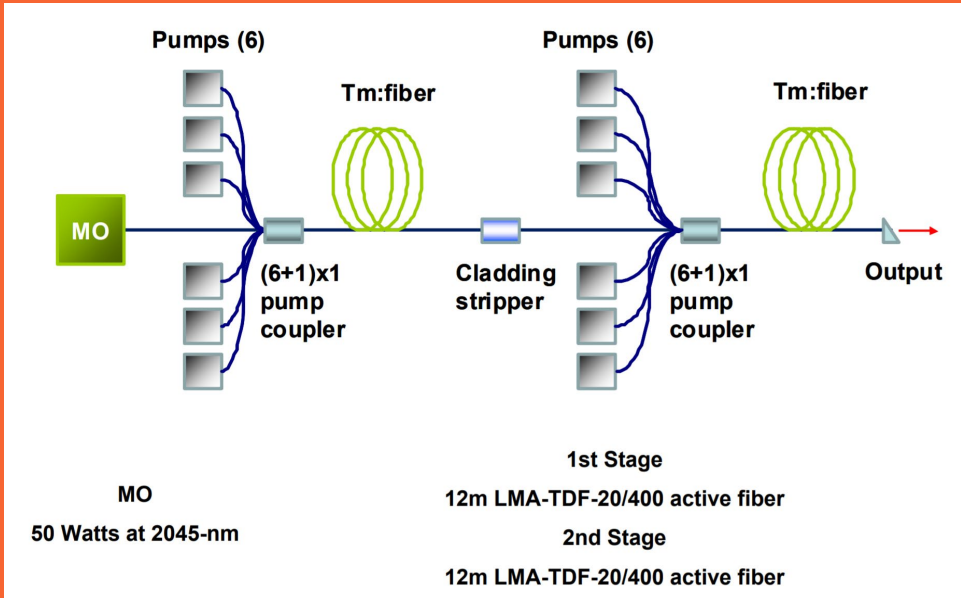 Pumps (6)
Pumps (6)
Tm:fiber
Tm:fiber
MO
(6+1)x1
pump
coupler
Cladding
stripper
(6+1)x1
pump
coupler
Output
MO
50 Watts at 2045-nm
1st Stage
12m LMA-TDF-20/400 active fiber
2nd Stage
12m LMA-TDF-20/400 active fiber